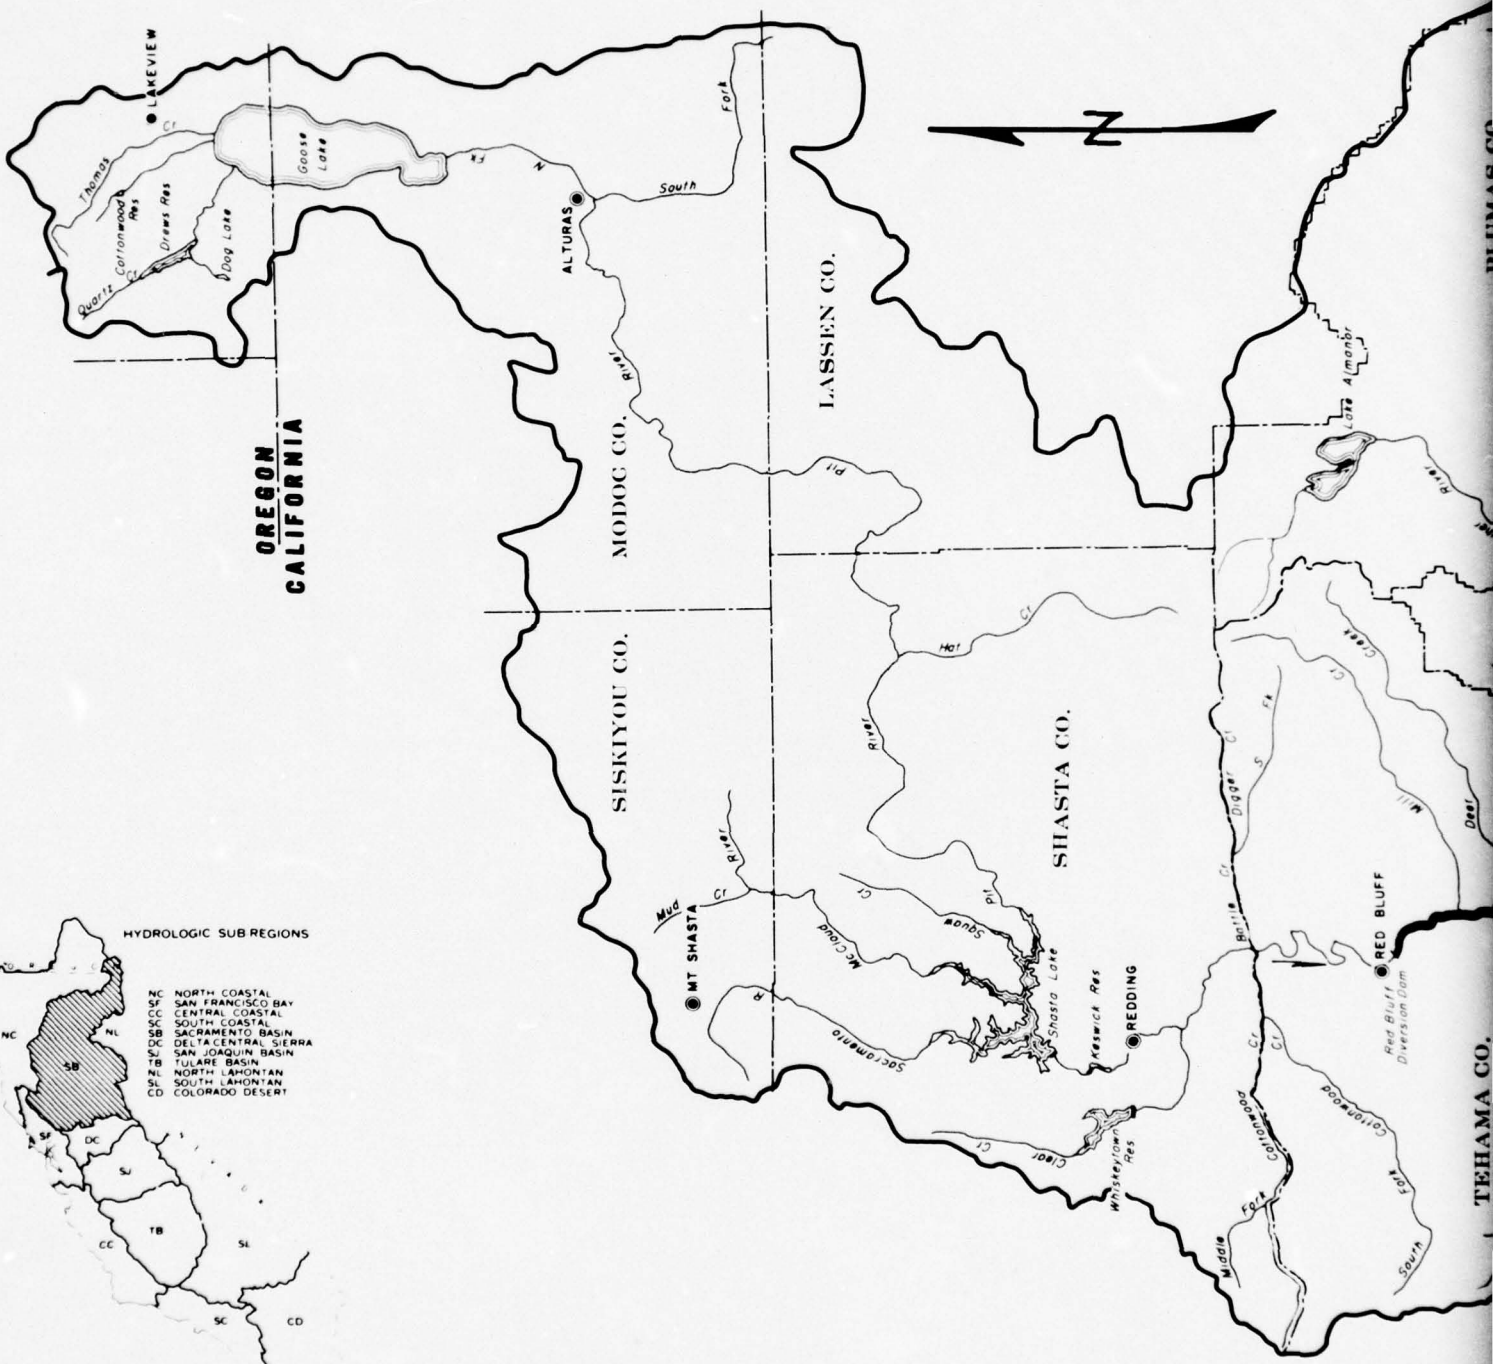 LAKEVIEW
Thomas
Cr
Cottonwood
Res
Drews Res
Quartz
Cr
Dog Lake
Goose
Lake
OREGON
CALIFORNIA
N
Fk
South
Fork
ALTURAS
River
Pit
MODOC CO.
LASSEN CO.
N
PLUMAS CO.
Lake Almanor
River
SISKIYOU CO.
SHASTA CO.
Hat
Cr
River
Pit
Mud
Cr
River
MT SHASTA
McCloud
Squaw
Cr
Sacramento
R
Shasta Lake
Keswick Res
REDDING
Clear
Cr
Whiskeytown
Res
Battle
Cr
Digger
Cr
S
Fk
Mill
Cr
Deer
Creek
RED BLUFF
Red Bluff
Diversion Dam
Cottonwood
Cr
Middle
Fork
South
Fork
Cottonwood
Cr
TEHAMA CO.
HYDROLOGIC SUB REGIONS
NC NORTH COASTAL
SF SAN FRANCISCO BAY
CC CENTRAL COASTAL
SC SOUTH COASTAL
SB SACRAMENTO BASIN
DC DELTA CENTRAL SIERRA
SJ SAN JOAQUIN BASIN
TB TULARE BASIN
NL NORTH LAHONTAN
SL SOUTH LAHONTAN
CD COLORADO DESERT
NC
NL
SB
SF
DC
SJ
TB
CC
SL
SC
CD